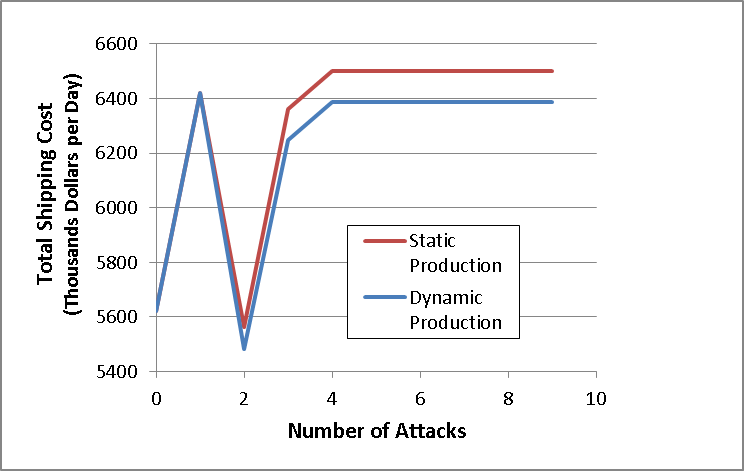 Total Shipping Cost
(Thousands Dollars per Day)
6600
6400
6200
6000
5800
5600
5400
Static
Production
Dynamic
Production
0 2 4 6 8 10
Number of Attacks